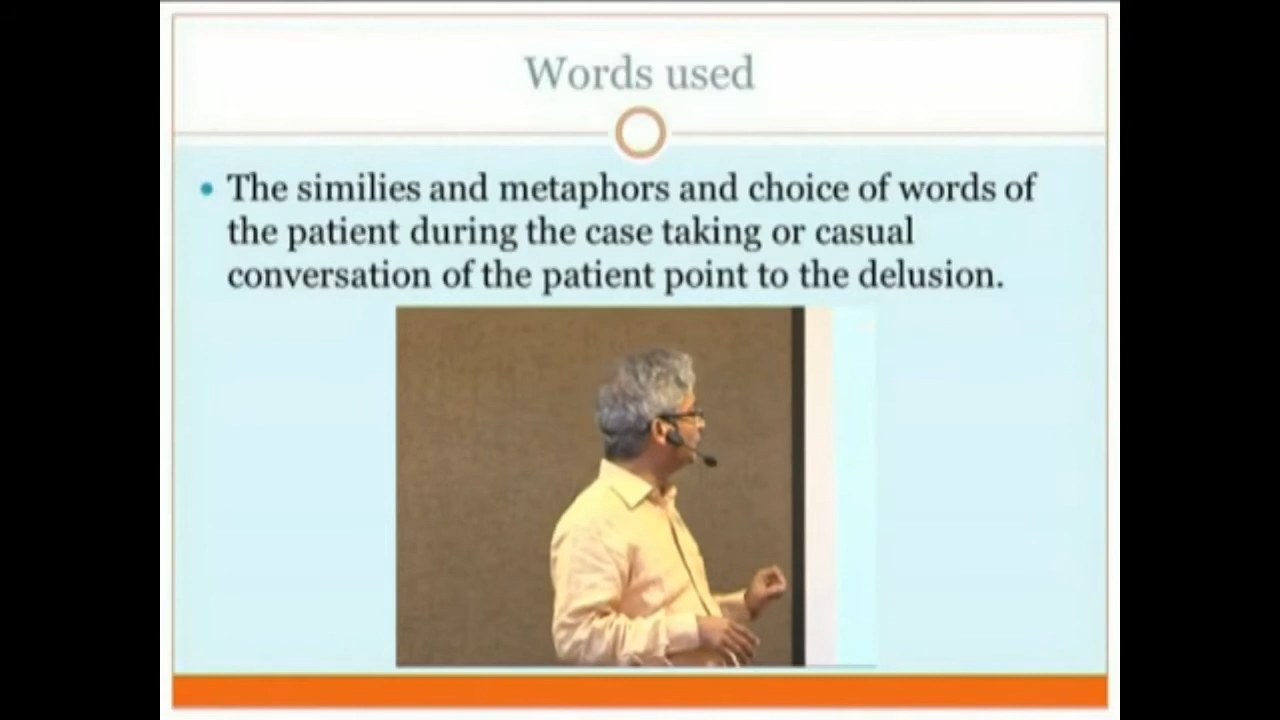 Words used
• The similies and metaphors and choice of words of
the patient during the case taking or casual
conversation of the patient point to the delusion.